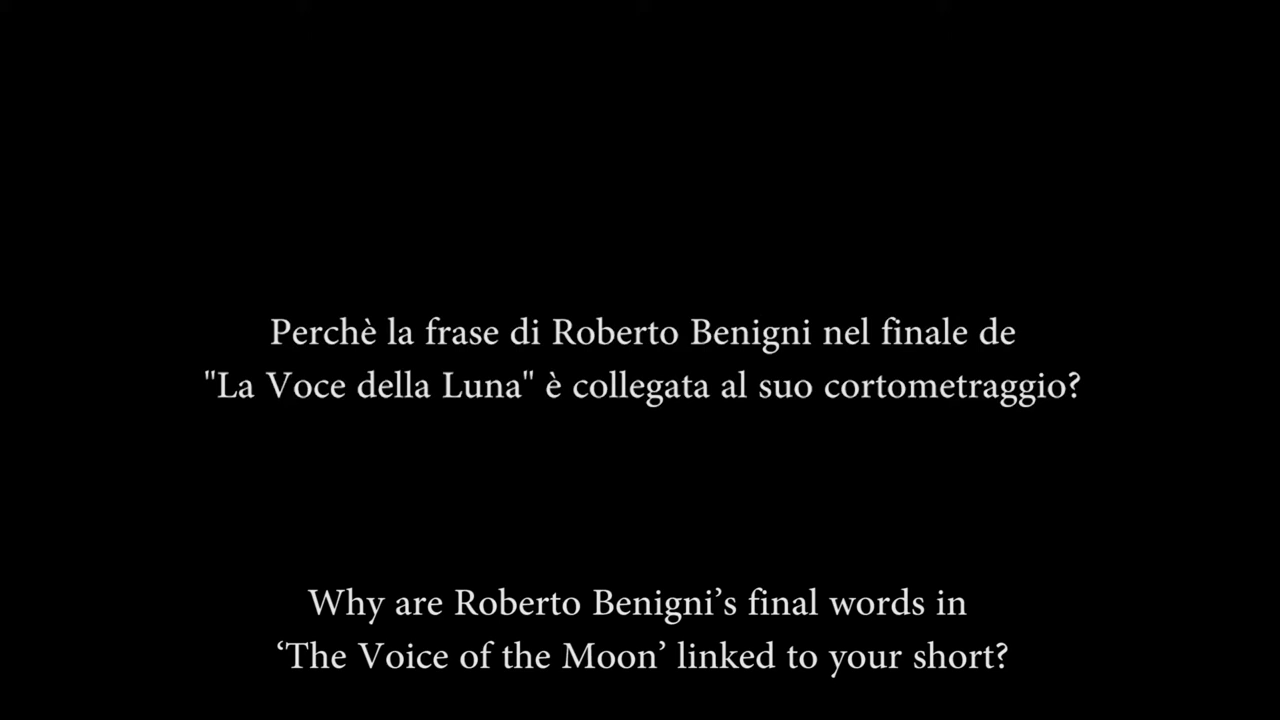 Perchè la frase di Roberto Benigni nel finale de
"La Voce della Luna" è collegata al suo cortometraggio?
Why are Roberto Benigni’s final words in
‘The Voice of the Moon’ linked to your short?